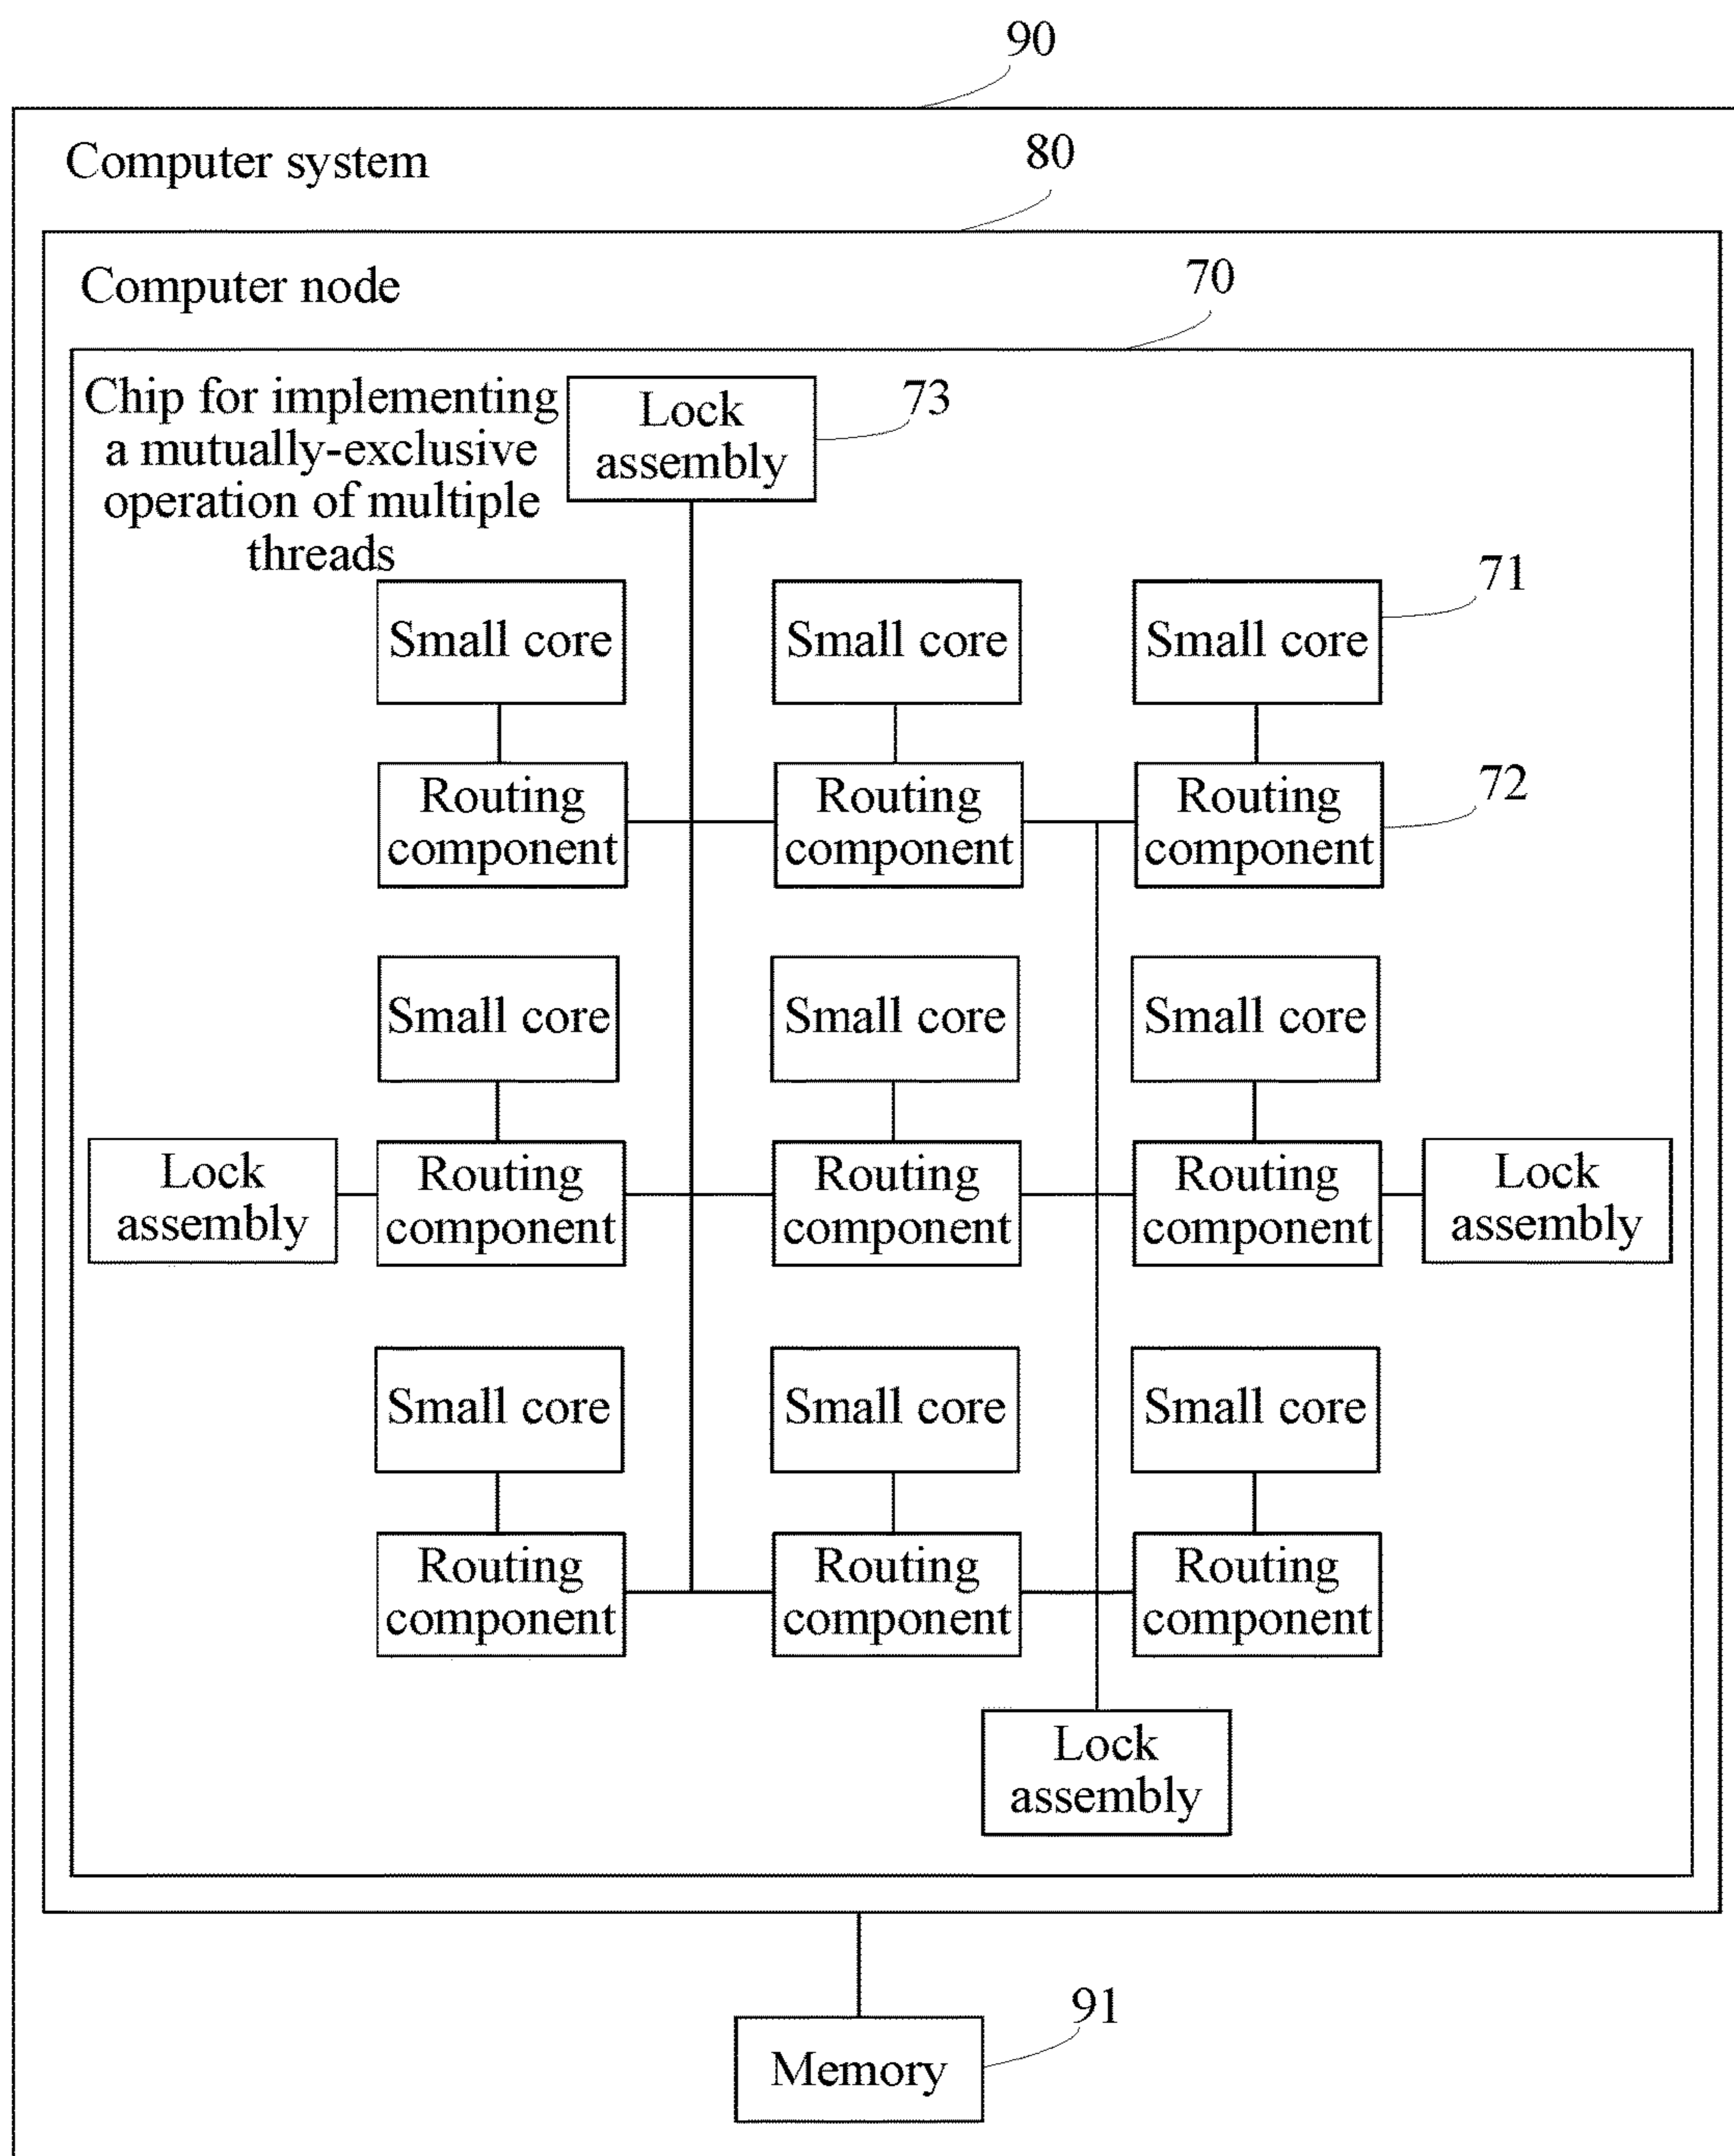 90
Computer system
80
Computer node
70
Chip for implementing
a mutually-exclusive
operation of multiple
threads
Lock
assembly
73
Small core
Small core
Small core
71
Routing
component
Routing
component
Routing
component
72
Small core
Small core
Small core
Lock
assembly
Routing
component
Routing
component
Routing
component
Lock
assembly
Small core
Small core
Small core
Routing
component
Routing
component
Routing
component
Lock
assembly
91
Memory